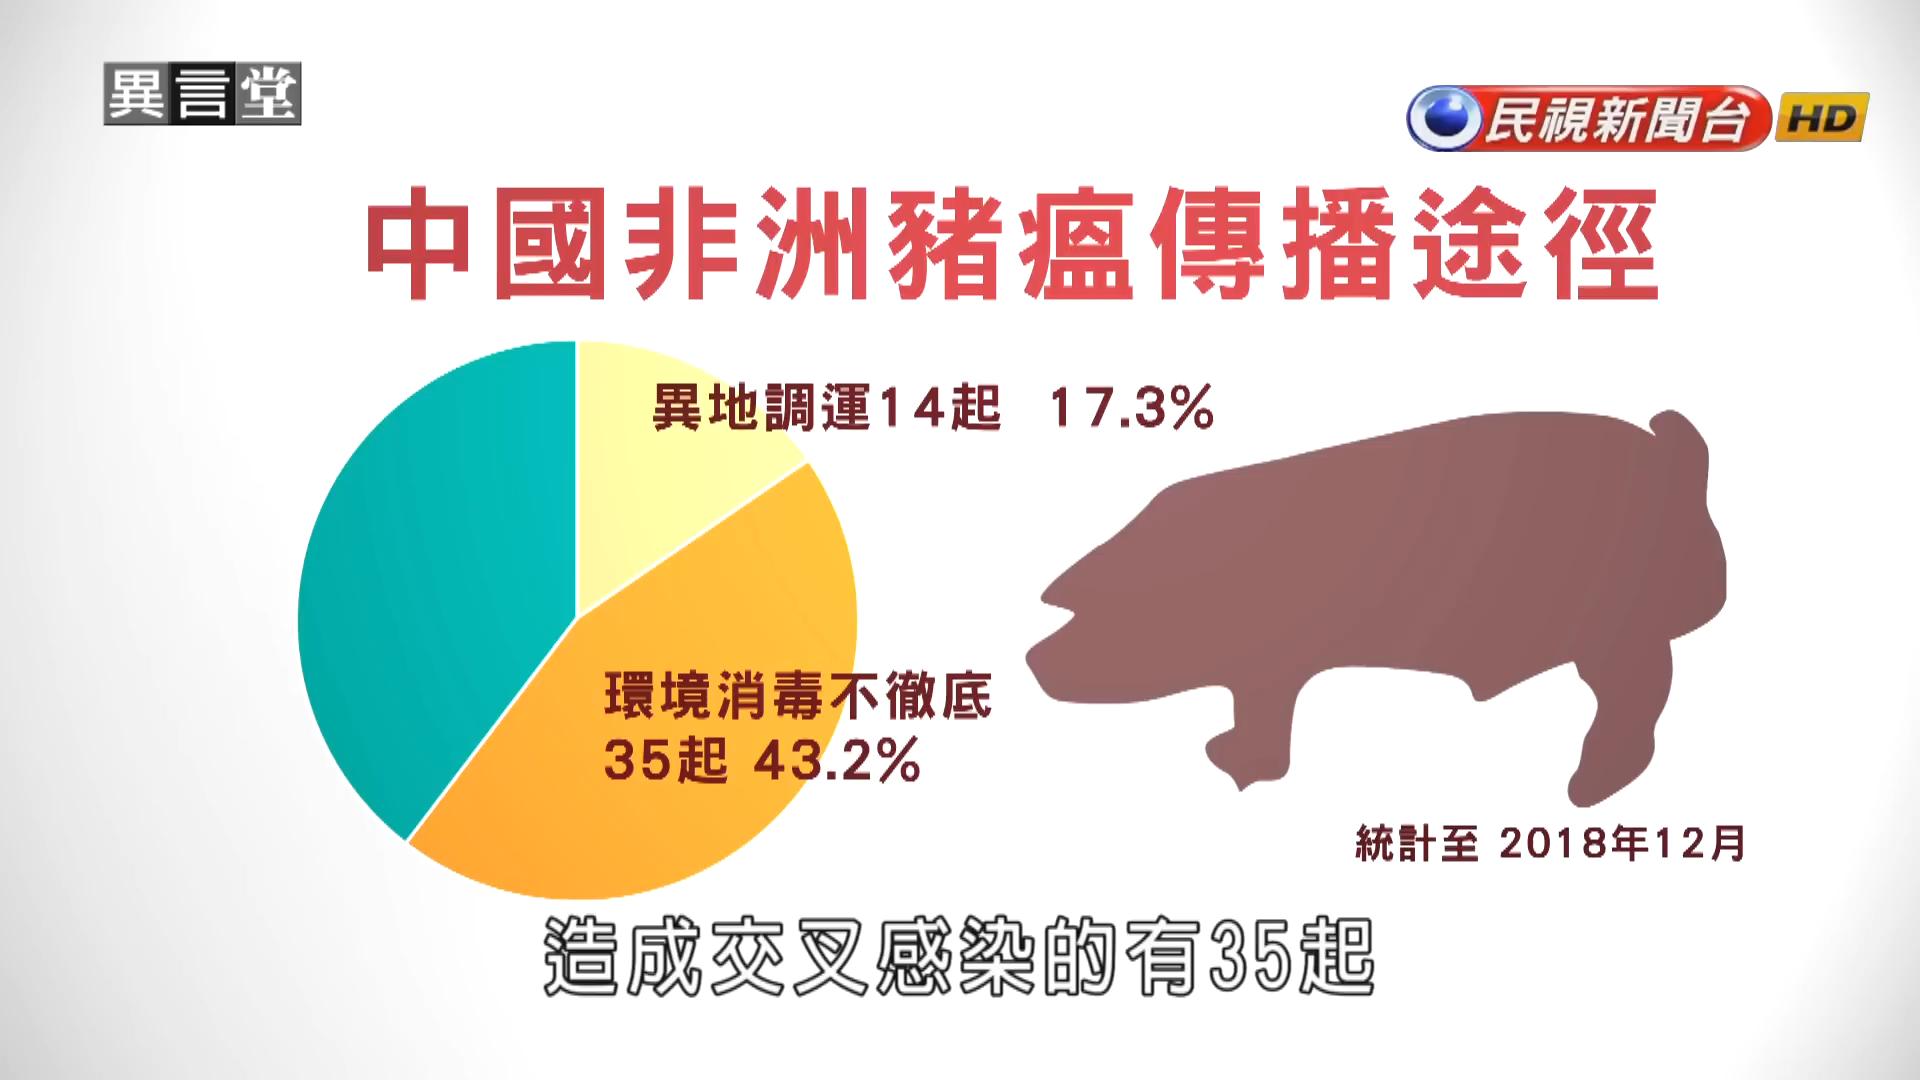 異言堂
民視新聞台 HD
中國非洲豬瘟傳播途徑
異地調運14起 17.3%
環境消毒不徹底
35起 43.2%
統計至 2018年12月
造成交叉感染的有35起